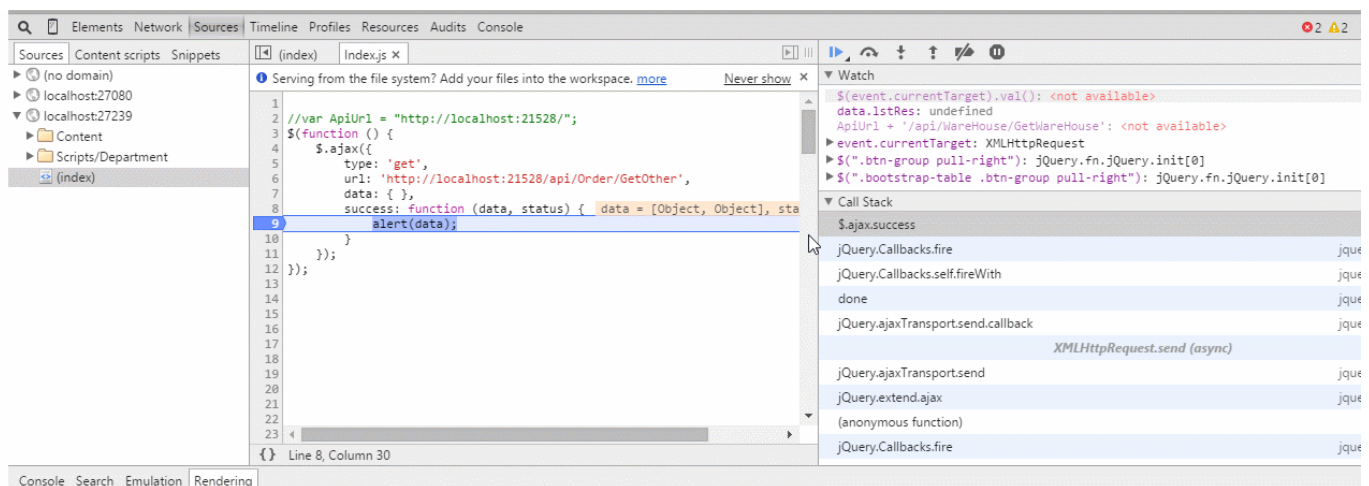 Elements Network Sources Timeline Profiles Resources Audits Console 2 2
Sources Content scripts Snippets
(no domain)
localhost:27080
localhost:27239
Content
Scripts/Department
(index)
(index) Index.js ×
Serving from the file system? Add your files into the workspace. more Never show ×
1
2 //var ApiUrl = "http://localhost:21528/";
3 $(function () {
4 $.ajax({
5 type: 'get',
6 url: 'http://localhost:21528/api/Order/GetOther',
7 data: { },
8 success: function (data, status) { data = [Object, Object], sta
9 alert(data);
10 }
11 });
12 });
13
14
15
16
17
18
19
20
21
22
23
{} Line 8, Column 30
Watch
$(event.currentTarget).val(): <not available>
data.lstRes: undefined
ApiUrl + '/api/WareHouse/GetWareHouse': <not available>
event.currentTarget: XMLHttpRequest
$(".btn-group pull-right"): jQuery.fn.jQuery.init[0]
$(".bootstrap-table .btn-group pull-right"): jQuery.fn.jQuery.init[0]
Call Stack
$.ajax.success
jQuery.Callbacks.fire jque
jQuery.Callbacks.self.fireWith jque
done jque
jQuery.ajaxTransport.send.callback jque
XMLHttpRequest.send (async)
jQuery.ajaxTransport.send jque
jQuery.extend.ajax jque
(anonymous function)
jQuery.Callbacks.fire jque
Console Search Emulation Rendering